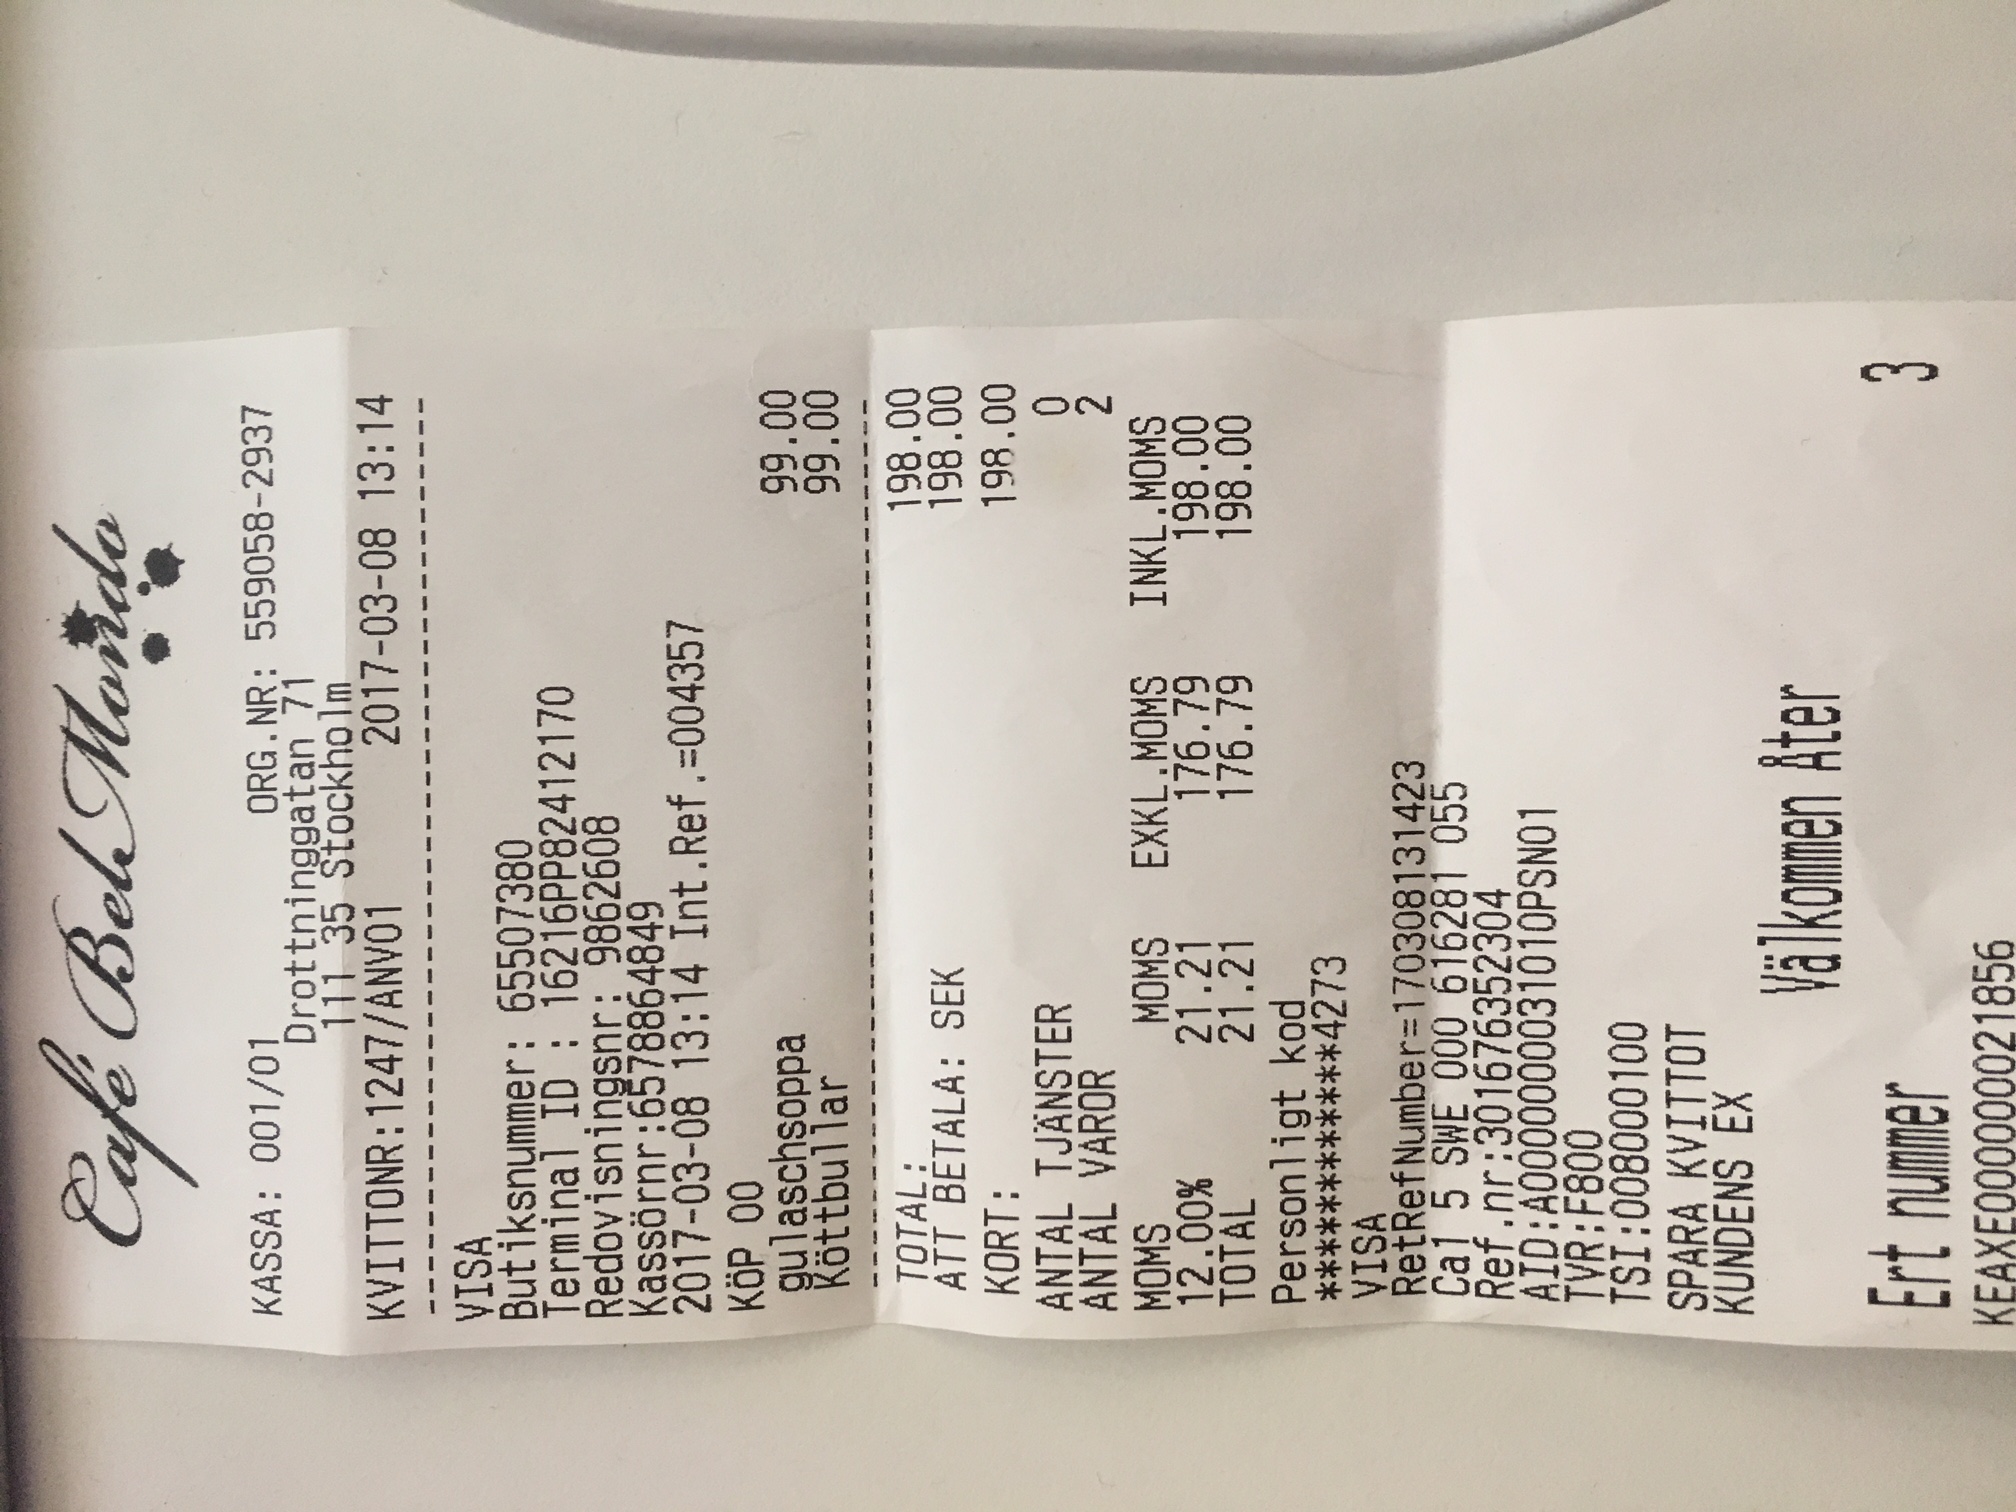 Café Bel Mondo
KASSA: 001/01 ORG.NR: 559058-2937
Drottninggatan 71
111 35 Stockholm
KVITTONR:1247/ANV01 2017-03-08 13:14
VISA
Butiksnummer: 65507380
Terminal ID : 16216PP82412170
Redovisningsnr: 9862608
Kassörnr:6578864849
2017-03-08 13:14 Int.Ref.=004357
KÖP 00
gulaschsoppa 99.00
Köttbullar 99.00
TOTAL: 198.00
ATT BETALA: SEK 198.00
KORT: 198.00
ANTAL TJÄNSTER 0
ANTAL VAROR 2
MOMS MOMS EXKL.MOMS INKL.MOMS
12.00% 21.21 176.79 198.00
TOTAL 21.21 176.79 198.00
Personligt kod
************4273
VISA
RetRefNumber=170308131423
Ca1 5 SWE 000 616281 055
Ref.nr:301676352304
AID:A0000000031010PSN01
TVR:F800
TSI:008000100
SPARA KVITTOT
KUNDENS EX
Välkommen Åter
Ert nummer 3
KEAXE000000021856